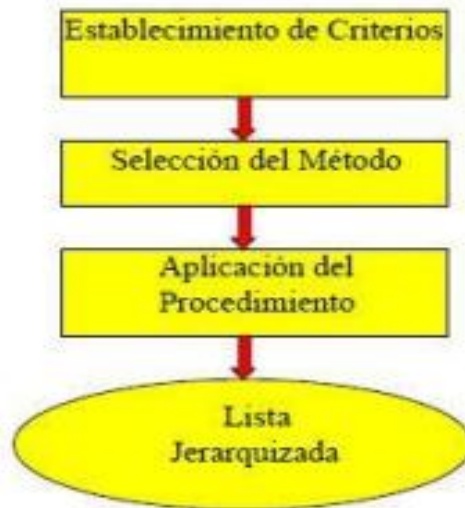 Establecimiento de Criterios
Selección del Método
Aplicación del
Procedimiento
Lista
Jerarquizada